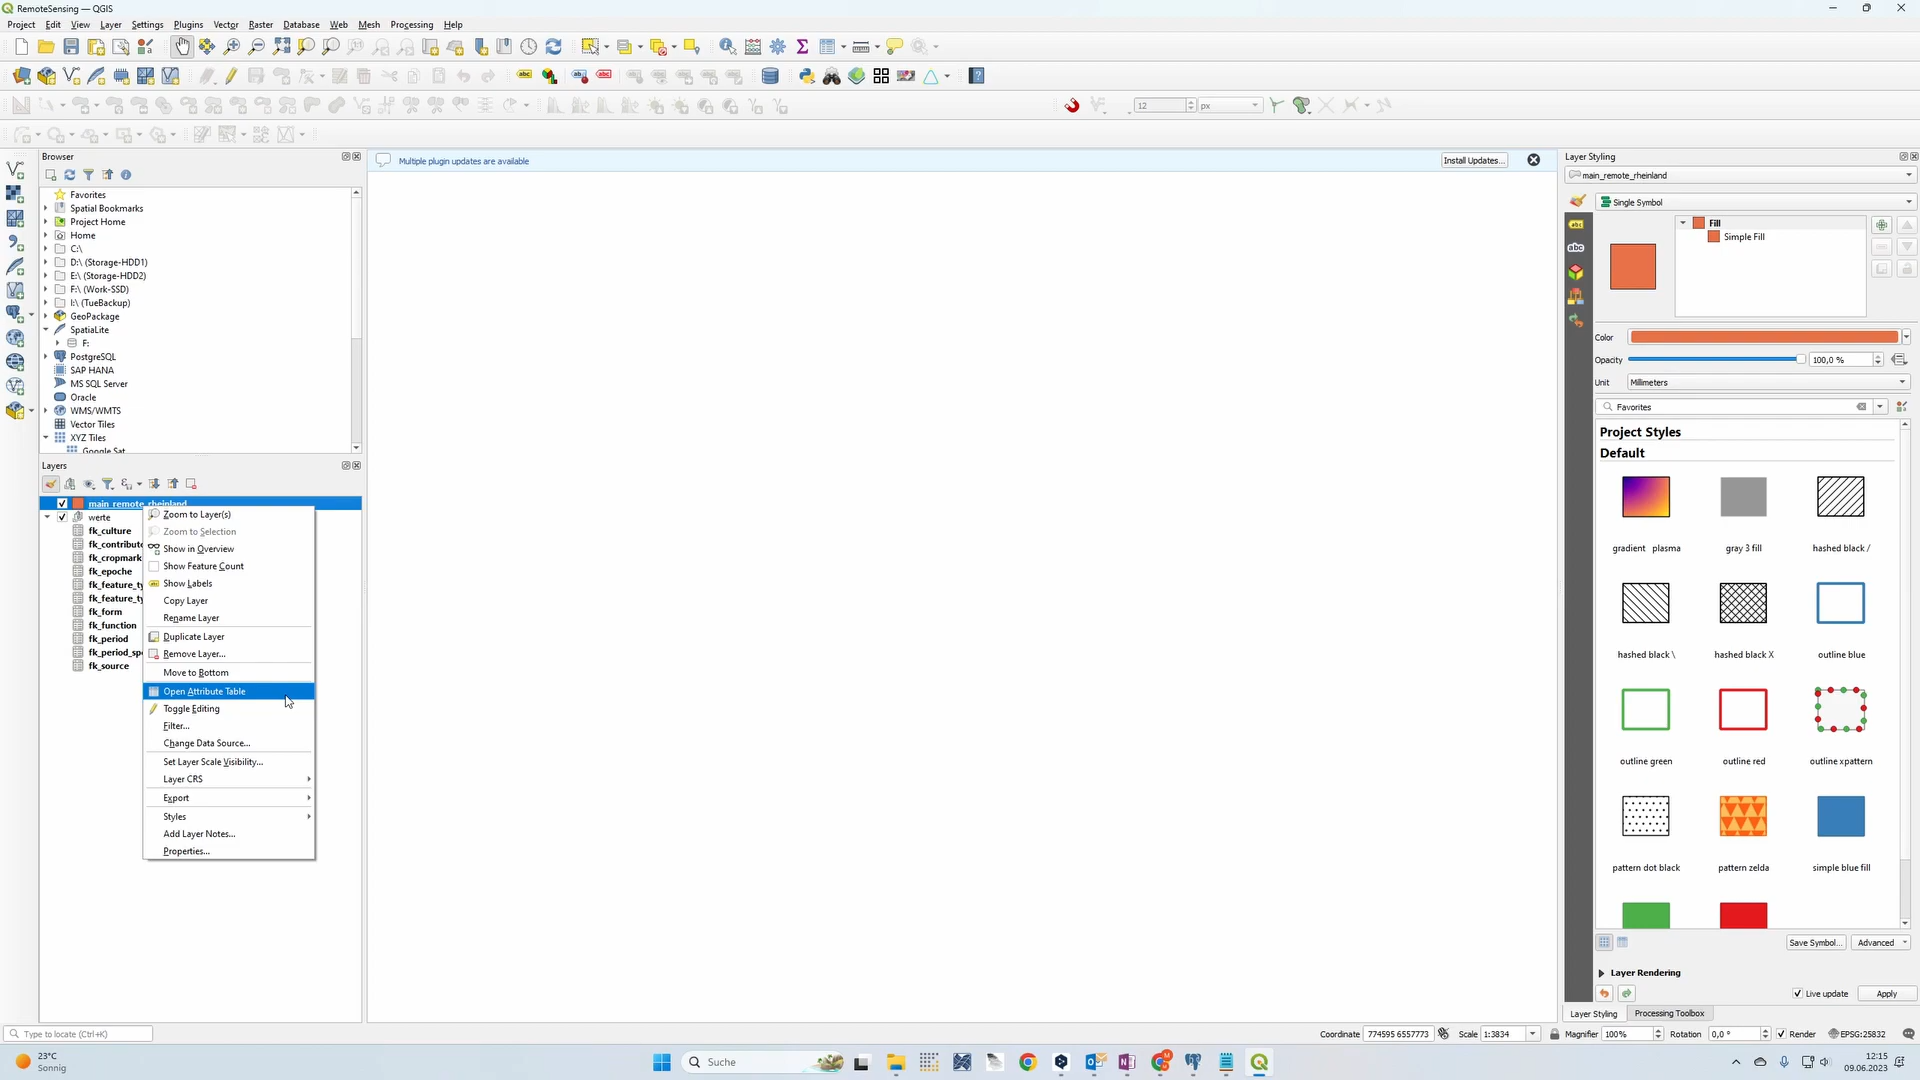 RemoteSensing — QGIS
Project Edit View Layer Settings Plugins Vector Raster Database Web Mesh Processing Help
12 px
Browser
Favorites
Spatial Bookmarks
Project Home
Home
C:\
D:\ (Storage-HDD1)
E:\ (Storage-HDD2)
F:\ (Work-SSD)
I:\ (TueBackup)
GeoPackage
SpatiaLite
F:
PostgreSQL
SAP HANA
MS SQL Server
Oracle
WMS/WMTS
Vector Tiles
XYZ Tiles
Google Sat
Layers
main_remote_rheinland
werte
fk_culture
fk_contribute
fk_cropmark
fk_epoche
fk_feature_ty
fk_feature_ty
fk_form
fk_function
fk_period
fk_period_spe
fk_source
Zoom to Layer(s)
Zoom to Selection
Show in Overview
Show Feature Count
Show Labels
Copy Layer
Rename Layer
Duplicate Layer
Remove Layer...
Move to Bottom
Open Attribute Table
Toggle Editing
Filter...
Change Data Source...
Set Layer Scale Visibility...
Layer CRS
Export
Styles
Add Layer Notes...
Properties...
Multiple plugin updates are available
Install Updates...
Layer Styling
main_remote_rheinland
Single Symbol
Fill
Simple Fill
Color
Opacity 100,0 %
Unit Millimeters
Favorites
Project Styles
Default
gradient plasma
gray 3 fill
hashed black /
hashed black \
hashed black X
outline blue
outline green
outline red
outline xpattern
pattern dot black
pattern zelda
simple blue fill
Save Symbol...
Advanced
Layer Rendering
Live update
Apply
Layer Styling
Processing Toolbox
Type to locate (Ctrl+K)
Coordinate 774595 6557773
Scale 1:3834
Magnifier 100%
Rotation 0,0 °
Render
EPSG:25832
23°C
Sonnig
Suche
12:15
09.06.2023